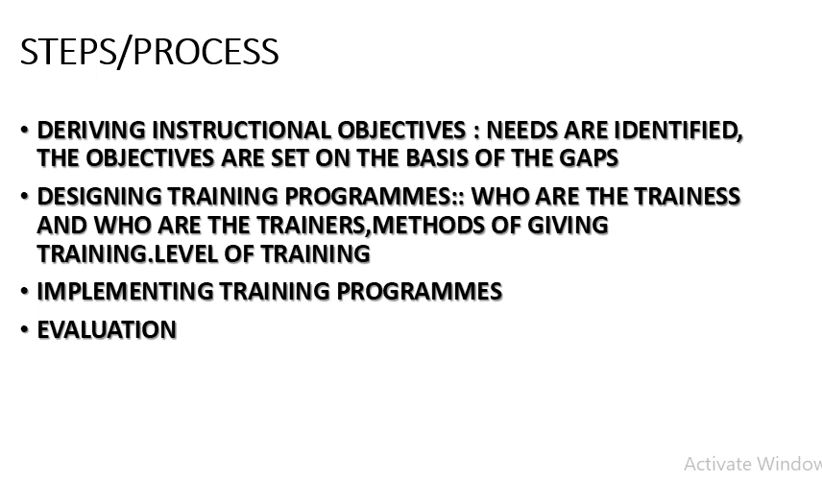 STEPS/PROCESS
• DERIVING INSTRUCTIONAL OBJECTIVES : NEEDS ARE IDENTIFIED,
THE OBJECTIVES ARE SET ON THE BASIS OF THE GAPS
• DESIGNING TRAINING PROGRAMMES:: WHO ARE THE TRAINESS
AND WHO ARE THE TRAINERS,METHODS OF GIVING
TRAINING.LEVEL OF TRAINING
• IMPLEMENTING TRAINING PROGRAMMES
• EVALUATION
Activate Window